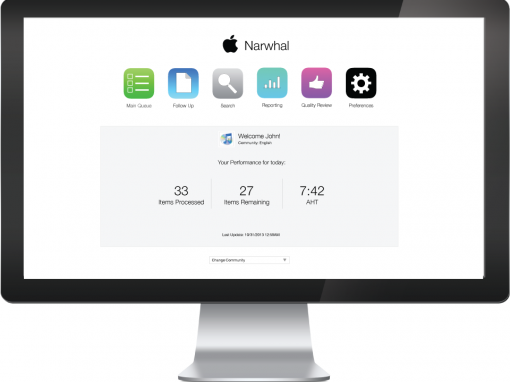 Narwhal
Main Queue
Follow Up
Search
Reporting
Quality Review
Preferences
Welcome John!
Community: English
Your Performance for today:
33
27
7:42
Items Processed
Items Remaining
AHT
Last Update:
Change Community